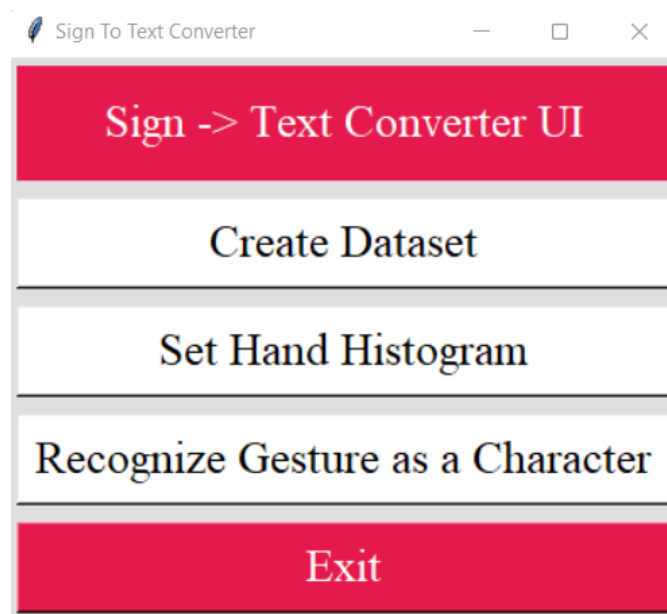 Sign To Text Converter
Sign -> Text Converter UI
Create Dataset
Set Hand Histogram
Recognize Gesture as a Character
Exit